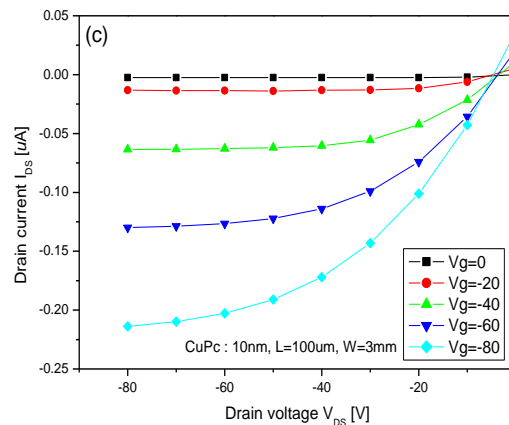 (c)
0.05
0.00
-0.05
-0.10
-0.15
-0.20
-0.25
Drain current I_DS [uA]
Vg=0
Vg=-20
Vg=-40
Vg=-60
Vg=-80
CuPc : 10nm, L=100um, W=3mm
-80 -60 -40 -20
Drain voltage V_DS [V]